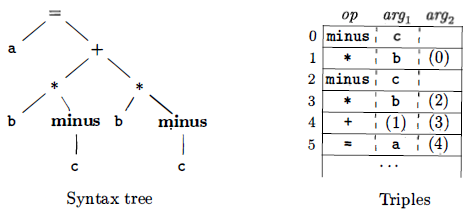 =
a +
* *
b minus b minus
c c
Syntax tree
op arg1 arg2
0 minus c
1 * b (0)
2 minus c
3 * b (2)
4 + (1) (3)
5 = a (4)
...
Triples